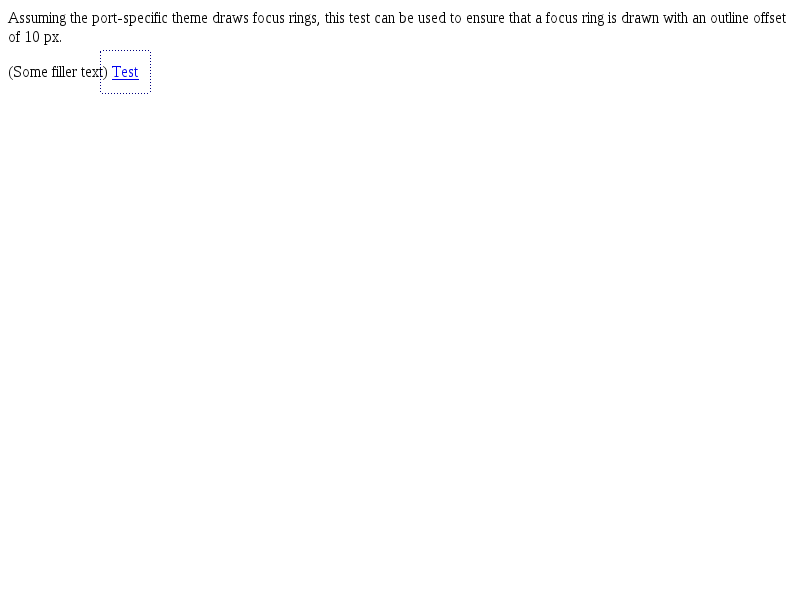 Assuming the port-specific theme draws focus rings, this test can be used to ensure that a focus ring is drawn with an outline offset
of 10 px.
(Some filler text) Test